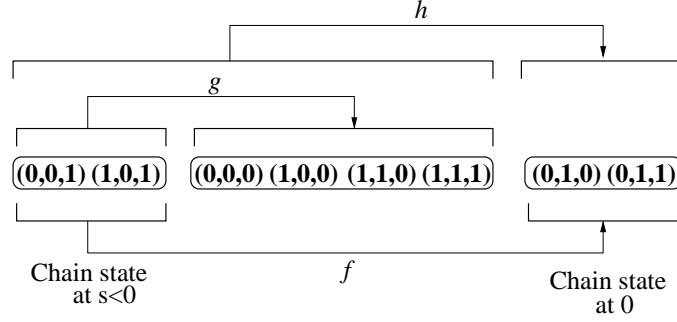 h
g
(0,0,1) (1,0,1) (0,0,0) (1,0,0) (1,1,0) (1,1,1) (0,1,0) (0,1,1)
f
Chain state
at s<0
Chain state
at 0